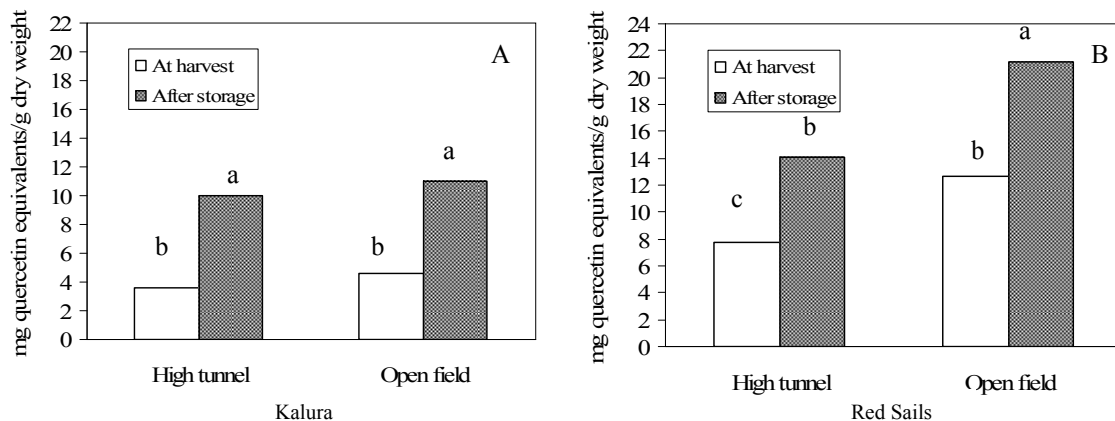 mg quercetin equivalents/g dry weight
22
20
18
16
14
12
10
8
6
4
2
0
At harvest
After storage
A
b
a
b
a
High tunnel
Open field
Kalura
mg quercetin equivalents/g dry weight
24
22
20
18
16
14
12
10
8
6
4
2
0
At harvest
After storage
B
c
b
b
a
High tunnel
Open field
Red Sails